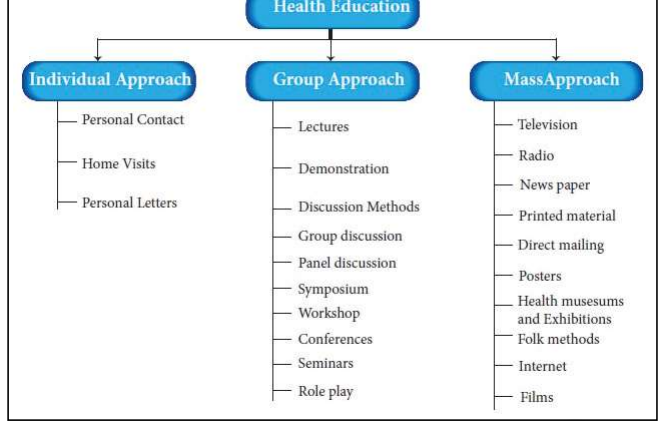 Health Education
Individual Approach
Personal Contact
Home Visits
Personal Letters
Group Approach
Lectures
Demonstration
Discussion Methods
Group discussion
Panel discussion
Symposium
Workshop
Conferences
Seminars
Role play
MassApproach
Television
Radio
News paper
Printed material
Direct mailing
Posters
Health musesums
and Exhibitions
Folk methods
Internet
Films